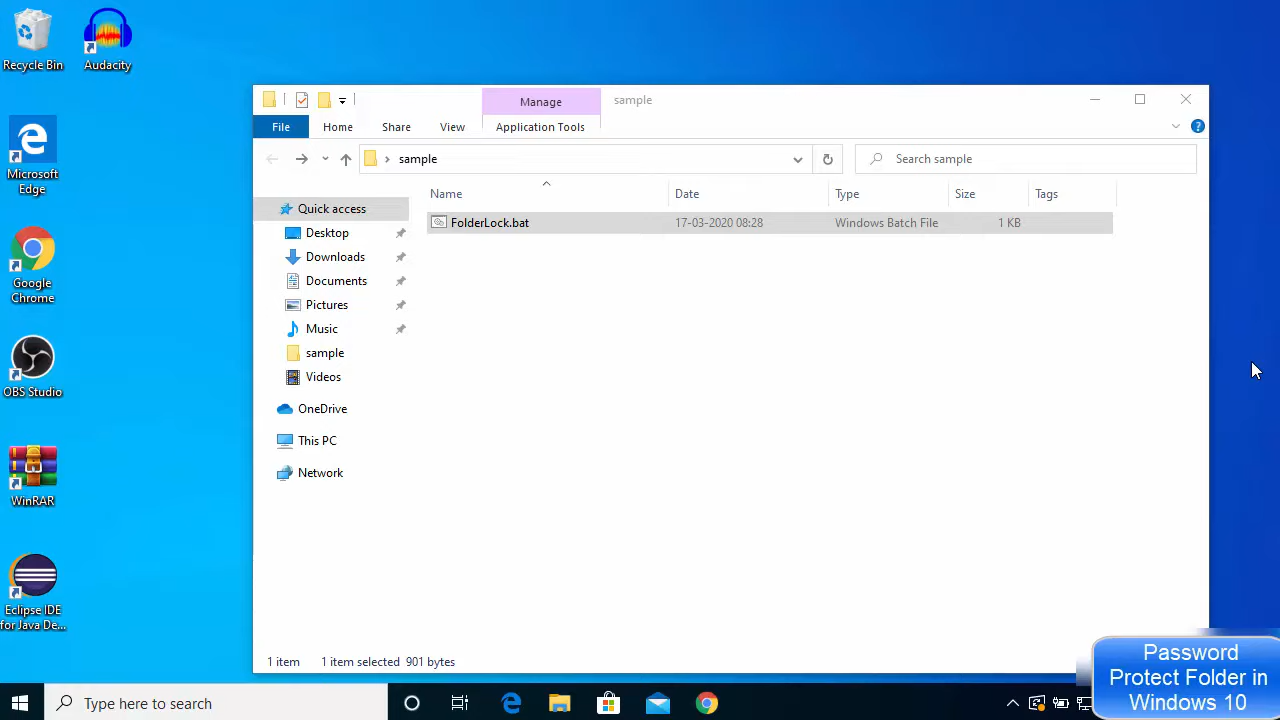 Recycle Bin
Audacity
Microsoft
Edge
Google
Chrome
OBS Studio
WinRAR
Eclipse IDE
for Java De...
Manage
sample
File
Home
Share
View
Application Tools
sample
Search sample
Name
Date
Type
Size
Tags
FolderLock.bat
17-03-2020 08:28
Windows Batch File
1 KB
Quick access
Desktop
Downloads
Documents
Pictures
Music
sample
Videos
OneDrive
This PC
Network
1 item
1 item selected 901 bytes
Password
Protect Folder in
Windows 10
Type here to search